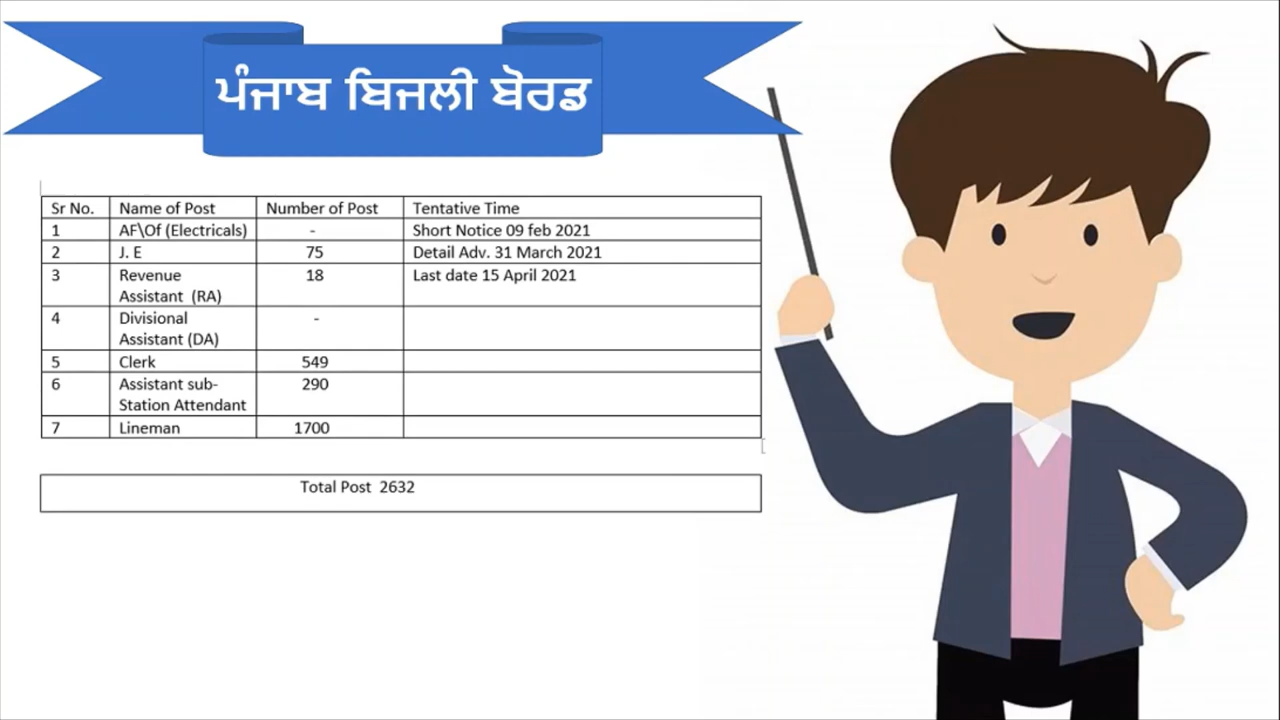 ਪੰਜਾਬ ਬਿਜਲੀ ਬੋਰਡ
Sr No. Name of Post Number of Post Tentative Time
1 AF\Of (Electricals) - Short Notice 09 feb 2021
2 J. E 75 Detail Adv. 31 March 2021
3 Revenue 18 Last date 15 April 2021
Assistant (RA)
4 Divisional -
Assistant (DA)
5 Clerk 549
6 Assistant sub- 290
Station Attendant
7 Lineman 1700
Total Post 2632